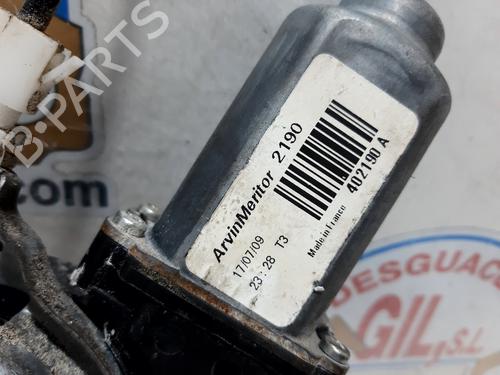 ArvinMeritor 2190
17/07/09
23:28 T3
Made in France
402190 A
B-Parts
.com
DESGUAC
GIL, S.L